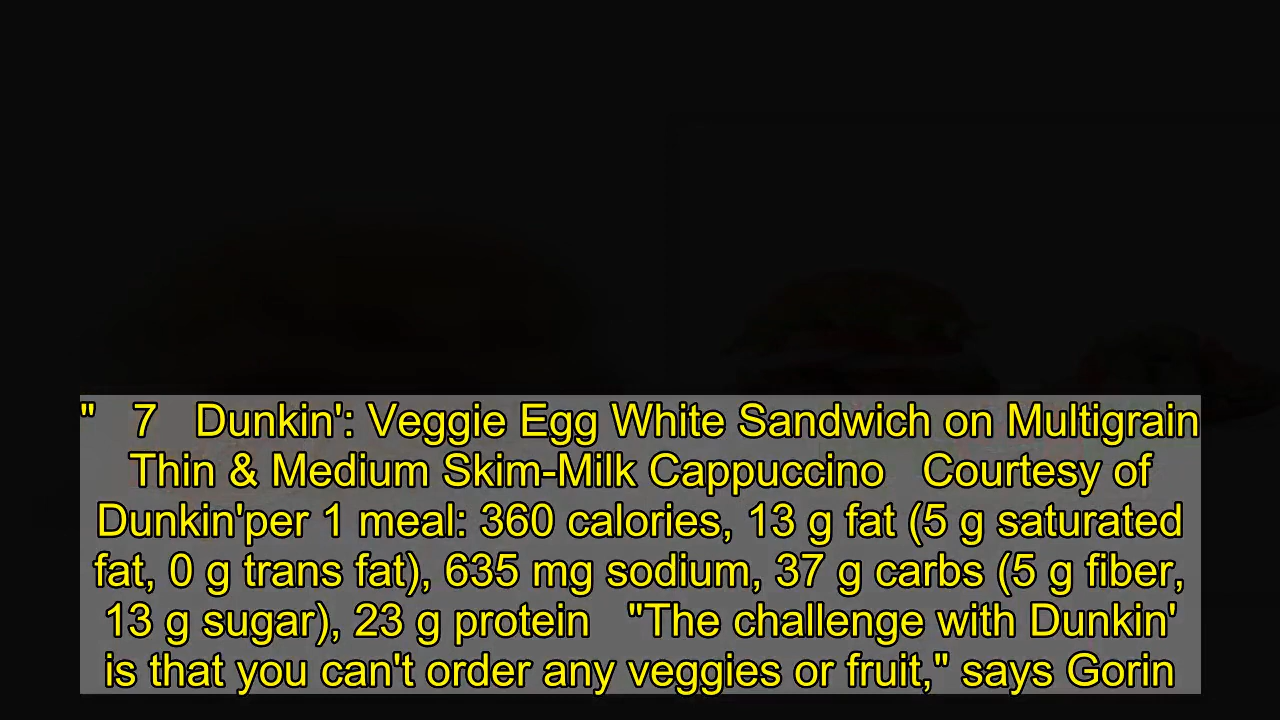 " 7 Dunkin': Veggie Egg White Sandwich on Multigrain
Thin & Medium Skim-Milk Cappuccino Courtesy of
Dunkin'per 1 meal: 360 calories, 13 g fat (5 g saturated
fat, 0 g trans fat), 635 mg sodium, 37 g carbs (5 g fiber,
13 g sugar), 23 g protein "The challenge with Dunkin'
is that you can't order any veggies or fruit," says Gorin